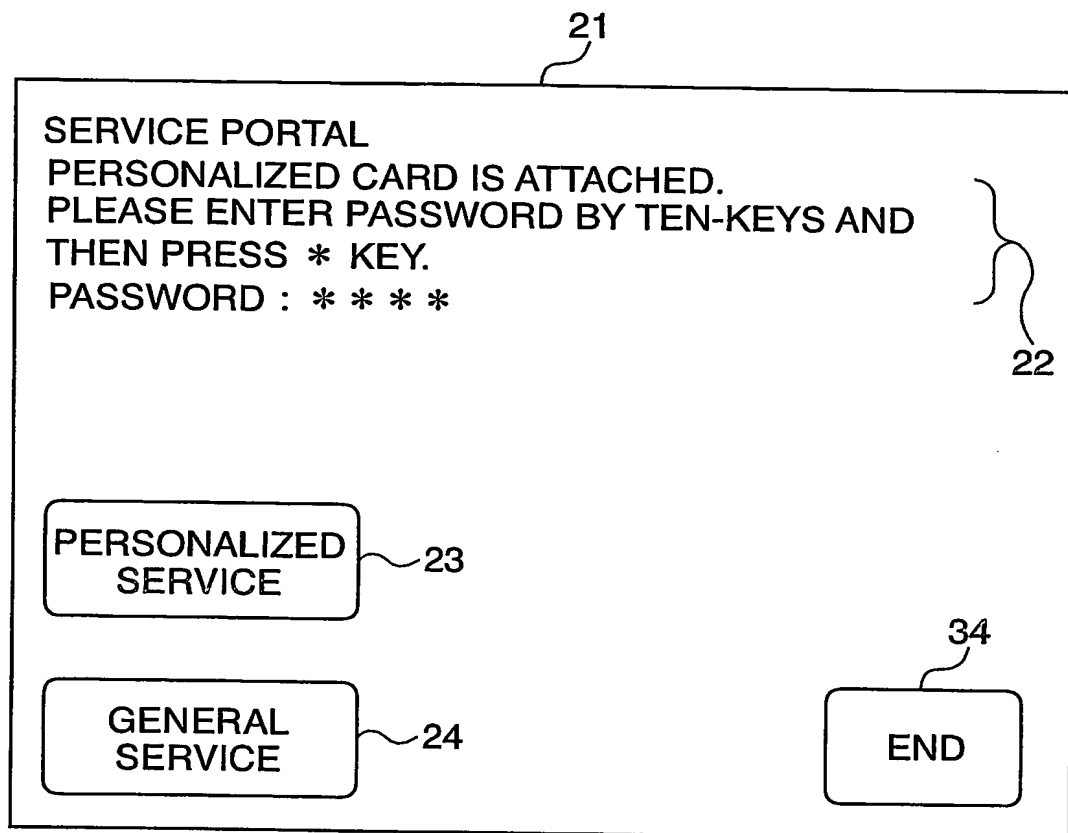 21
SERVICE PORTAL
PERSONALIZED CARD IS ATTACHED.
PLEASE ENTER PASSWORD BY TEN-KEYS AND
THEN PRESS * KEY.
PASSWORD : * * * *
22
PERSONALIZED
SERVICE
23
34
GENERAL
SERVICE
24
END